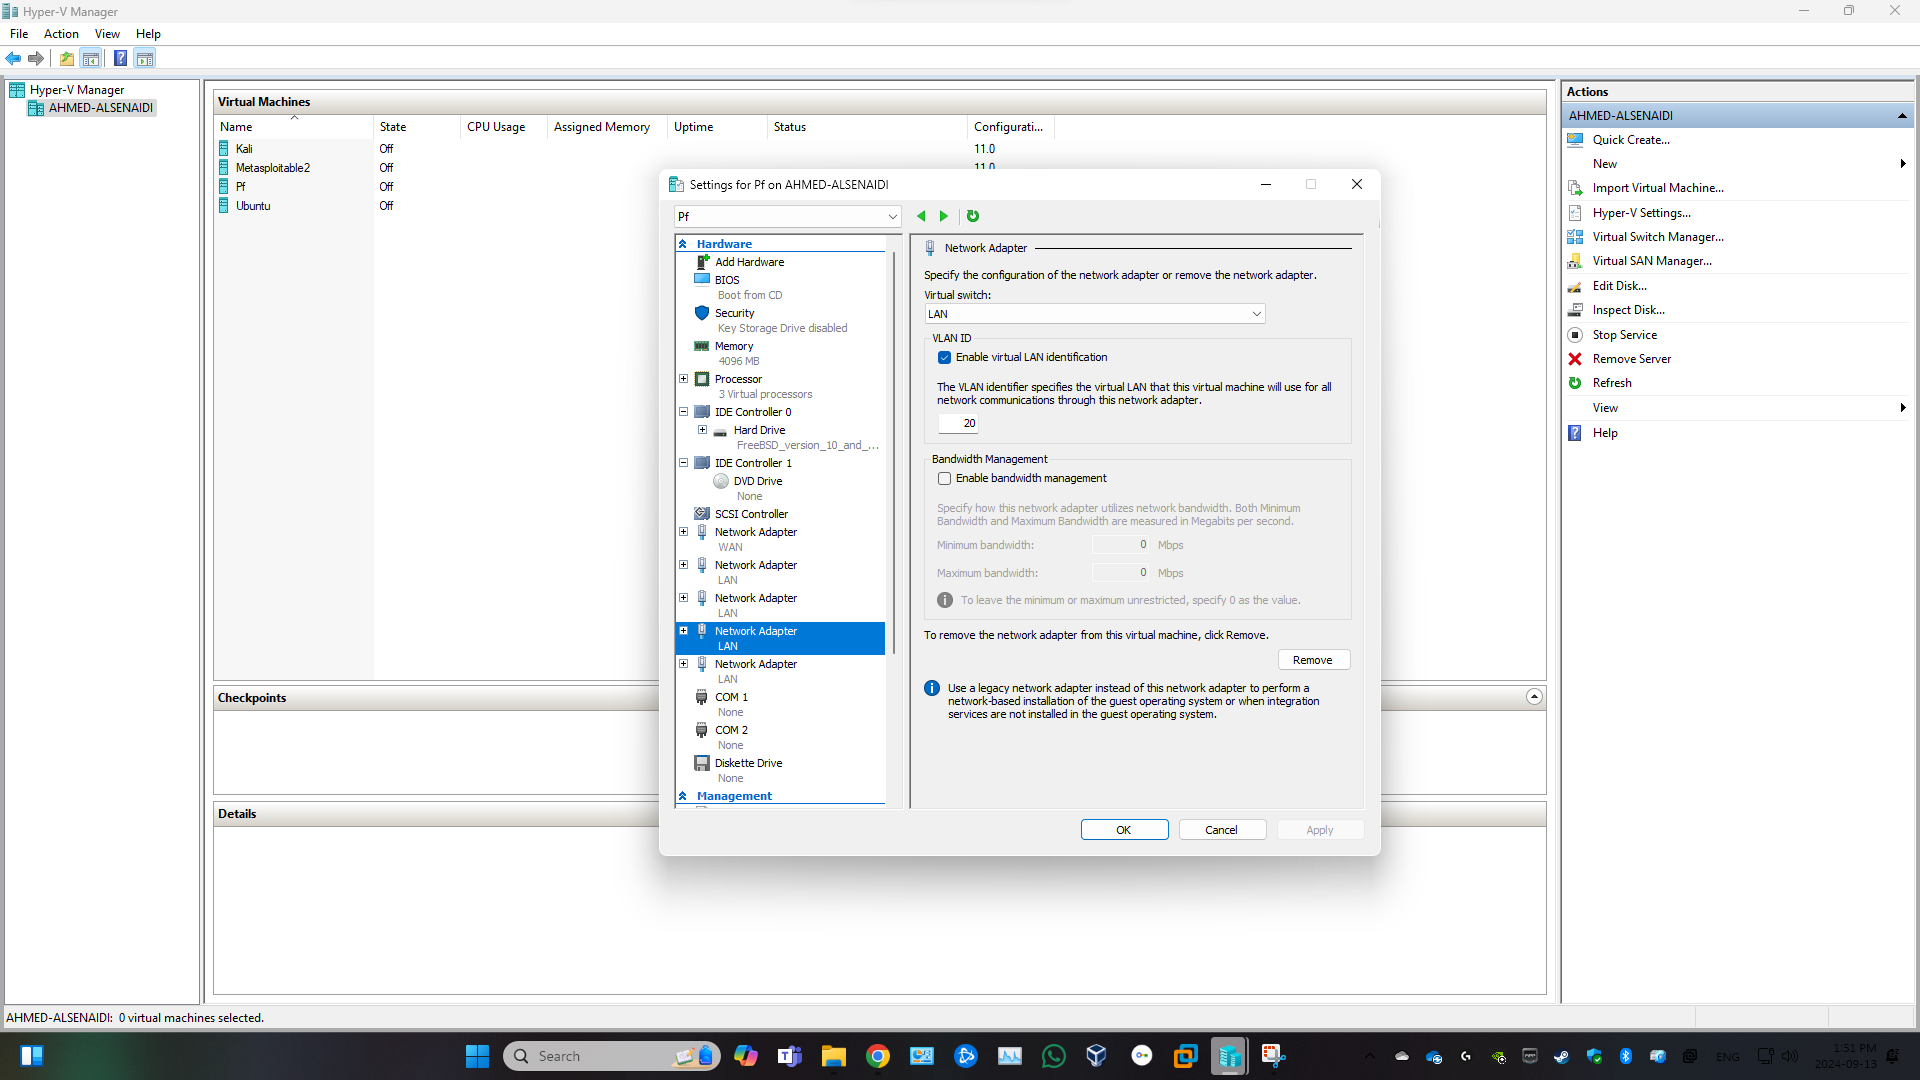 Hyper-V Manager
File Action View Help
Hyper-V Manager
AHMED-ALSENAIDI
Virtual Machines
Name State CPU Usage Assigned Memory Uptime Status Configurati...
Kali Off 11.0
Metasploitable2 Off 11.0
Pf Off
Ubuntu Off
Checkpoints
Details
Settings for Pf on AHMED-ALSENAIDI
Pf
Hardware
Add Hardware
BIOS
Boot from CD
Security
Key Storage Drive disabled
Memory
4096 MB
Processor
3 Virtual processors
IDE Controller 0
Hard Drive
FreeBSD_version_10_and_...
IDE Controller 1
DVD Drive
None
SCSI Controller
Network Adapter
WAN
Network Adapter
LAN
Network Adapter
LAN
Network Adapter
LAN
Network Adapter
LAN
COM 1
None
COM 2
None
Diskette Drive
None
Management
Network Adapter
Specify the configuration of the network adapter or remove the network adapter.
Virtual switch:
LAN
VLAN ID
Enable virtual LAN identification
The VLAN identifier specifies the virtual LAN that this virtual machine will use for all
network communications through this network adapter.
20
Bandwidth Management
Enable bandwidth management
Specify how this network adapter utilizes network bandwidth. Both Minimum
Bandwidth and Maximum Bandwidth are measured in Megabits per second.
Minimum bandwidth: 0 Mbps
Maximum bandwidth: 0 Mbps
To leave the minimum or maximum unrestricted, specify 0 as the value.
To remove the network adapter from this virtual machine, click Remove.
Remove
Use a legacy network adapter instead of this network adapter to perform a
network-based installation of the guest operating system or when integration
services are not installed in the guest operating system.
OK Cancel Apply
Actions
AHMED-ALSENAIDI
Quick Create...
New
Import Virtual Machine...
Hyper-V Settings...
Virtual Switch Manager...
Virtual SAN Manager...
Edit Disk...
Inspect Disk...
Stop Service
Remove Server
Refresh
View
Help
AHMED-ALSENAIDI: 0 virtual machines selected.
Search
ENG
1:51 PM
2024-09-13